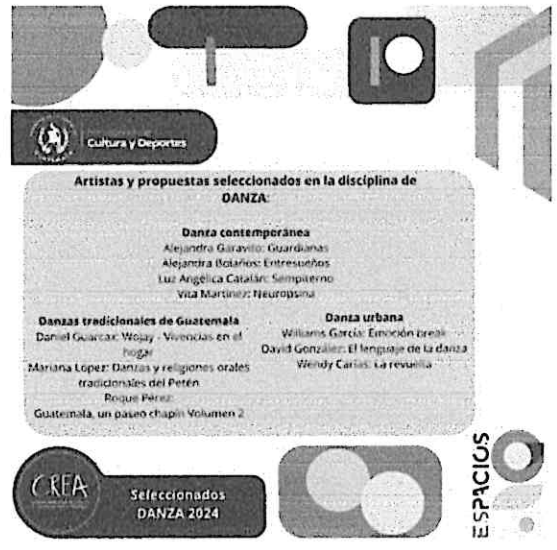 Cultura y Deportes
Artistas y propuestas seleccionados en la disciplina de
DANZA:
Danza contemporánea
Alejandra Garavito: Guardianas
Alejandra Bolaños: Entresueños
Luz Angélica Catalán: Sempiterno
Vita Martínez: Neuropsina
Danzas tradicionales de Guatemala
Daniel Guarcax: Wojay - Vivencias en el
hogar
Mariana López: Danzas y religiones orales
tradicionales del Petén
Roque Pérez:
Guatemala, un paseo chapín Volumen 2
Danza urbana
Williams García: Emoción break
David González: El lenguaje de la danza
Wendy Carías: La revuelta
CREA
Seleccionados
DANZA 2024
ESPACIOS